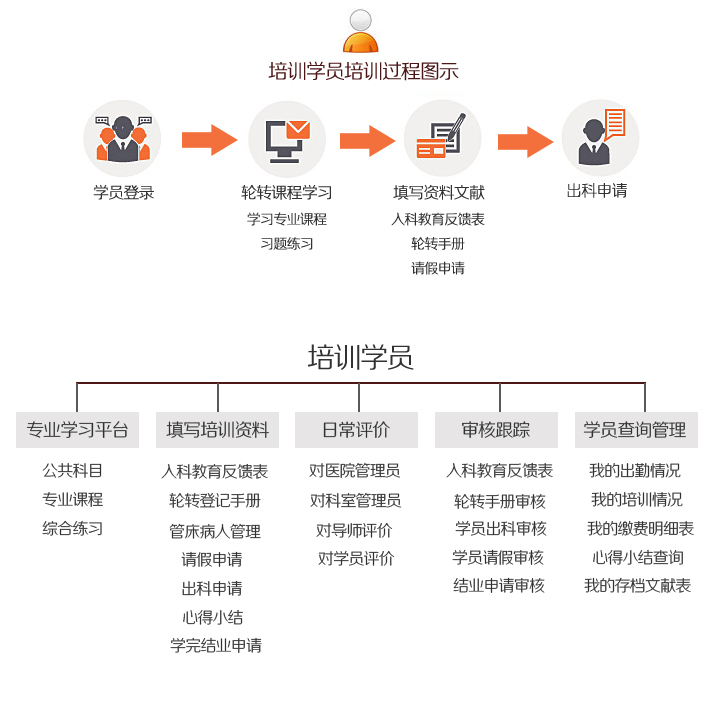 培训学员培训过程图示
学员登录
轮转课程学习
学习专业课程
习题练习
填写资料文献
入科教育反馈表
轮转手册
请假申请
出科申请
培训学员
专业学习平台
公共科目
专业课程
综合练习
填写培训资料
入科教育反馈表
轮转登记手册
管床病人管理
请假申请
出科申请
心得小结
学完结业申请
日常评价
对医院管理员
对科室管理员
对导师评价
对学员评价
审核跟踪
入科教育反馈表
轮转手册审核
学员出科审核
学员请假审核
结业申请审核
学员查询管理
我的出勤情况
我的培训情况
我的缴费明细表
心得小结查询
我的存档文献表